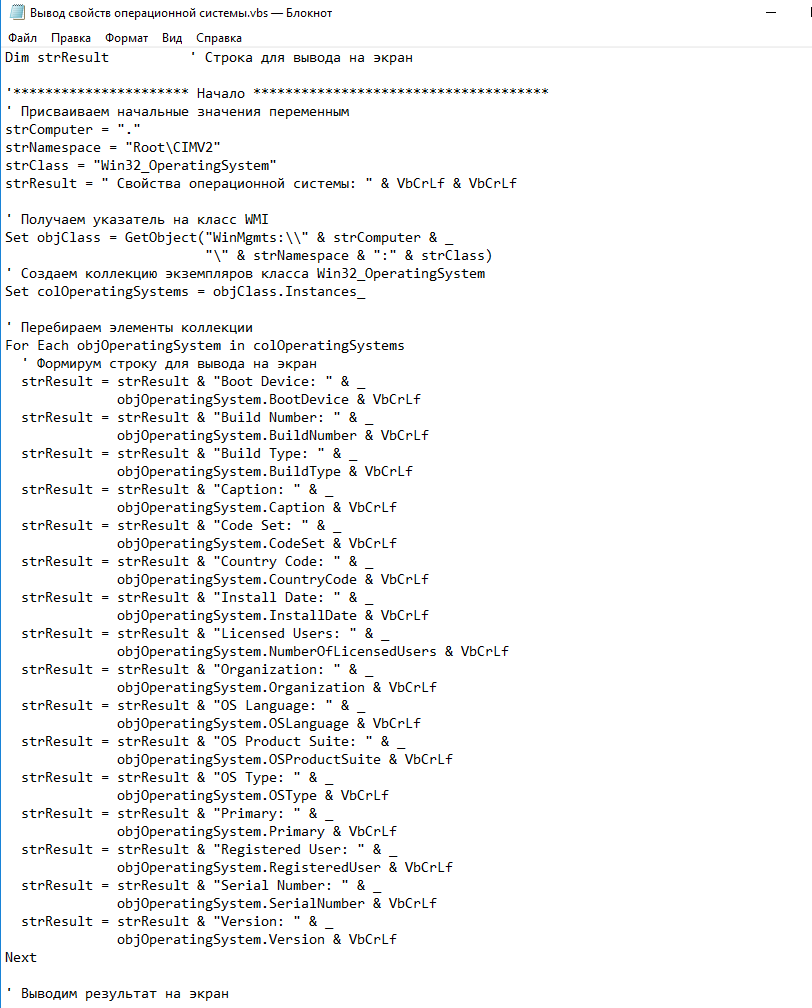 Вывод свойств операционной системы.vbs — Блокнот
Файл Правка Формат Вид Справка
Dim strResult          ' Строка для вывода на экран

'********************** Начало *************************************
' Присваиваем начальные значения переменным
strComputer = "."
strNamespace = "Root\CIMV2"
strClass = "Win32_OperatingSystem"
strResult = " Свойства операционной системы: " & VbCrLf & VbCrLf

' Получаем указатель на класс WMI
Set objClass = GetObject("WinMgmts:\\" & strComputer & _
                         "\" & strNamespace & ":" & strClass)
' Создаем коллекцию экземпляров класса Win32_OperatingSystem
Set colOperatingSystems = objClass.Instances_

' Перебираем элементы коллекции
For Each objOperatingSystem in colOperatingSystems
  ' Формирум строку для вывода на экран
  strResult = strResult & "Boot Device: " & _
              objOperatingSystem.BootDevice & VbCrLf
  strResult = strResult & "Build Number: " & _
              objOperatingSystem.BuildNumber & VbCrLf
  strResult = strResult & "Build Type: " & _
              objOperatingSystem.BuildType & VbCrLf
  strResult = strResult & "Caption: " & _
              objOperatingSystem.Caption & VbCrLf
  strResult = strResult & "Code Set: " & _
              objOperatingSystem.CodeSet & VbCrLf
  strResult = strResult & "Country Code: " & _
              objOperatingSystem.CountryCode & VbCrLf
  strResult = strResult & "Install Date: " & _
              objOperatingSystem.InstallDate & VbCrLf
  strResult = strResult & "Licensed Users: " & _
              objOperatingSystem.NumberOfLicensedUsers & VbCrLf
  strResult = strResult & "Organization: " & _
              objOperatingSystem.Organization & VbCrLf
  strResult = strResult & "OS Language: " & _
              objOperatingSystem.OSLanguage & VbCrLf
  strResult = strResult & "OS Product Suite: " & _
              objOperatingSystem.OSProductSuite & VbCrLf
  strResult = strResult & "OS Type: " & _
              objOperatingSystem.OSType & VbCrLf
  strResult = strResult & "Primary: " & _
              objOperatingSystem.Primary & VbCrLf
  strResult = strResult & "Registered User: " & _
              objOperatingSystem.RegisteredUser & VbCrLf
  strResult = strResult & "Serial Number: " & _
              objOperatingSystem.SerialNumber & VbCrLf
  strResult = strResult & "Version: " & _
              objOperatingSystem.Version & VbCrLf
Next

' Выводим результат на экран